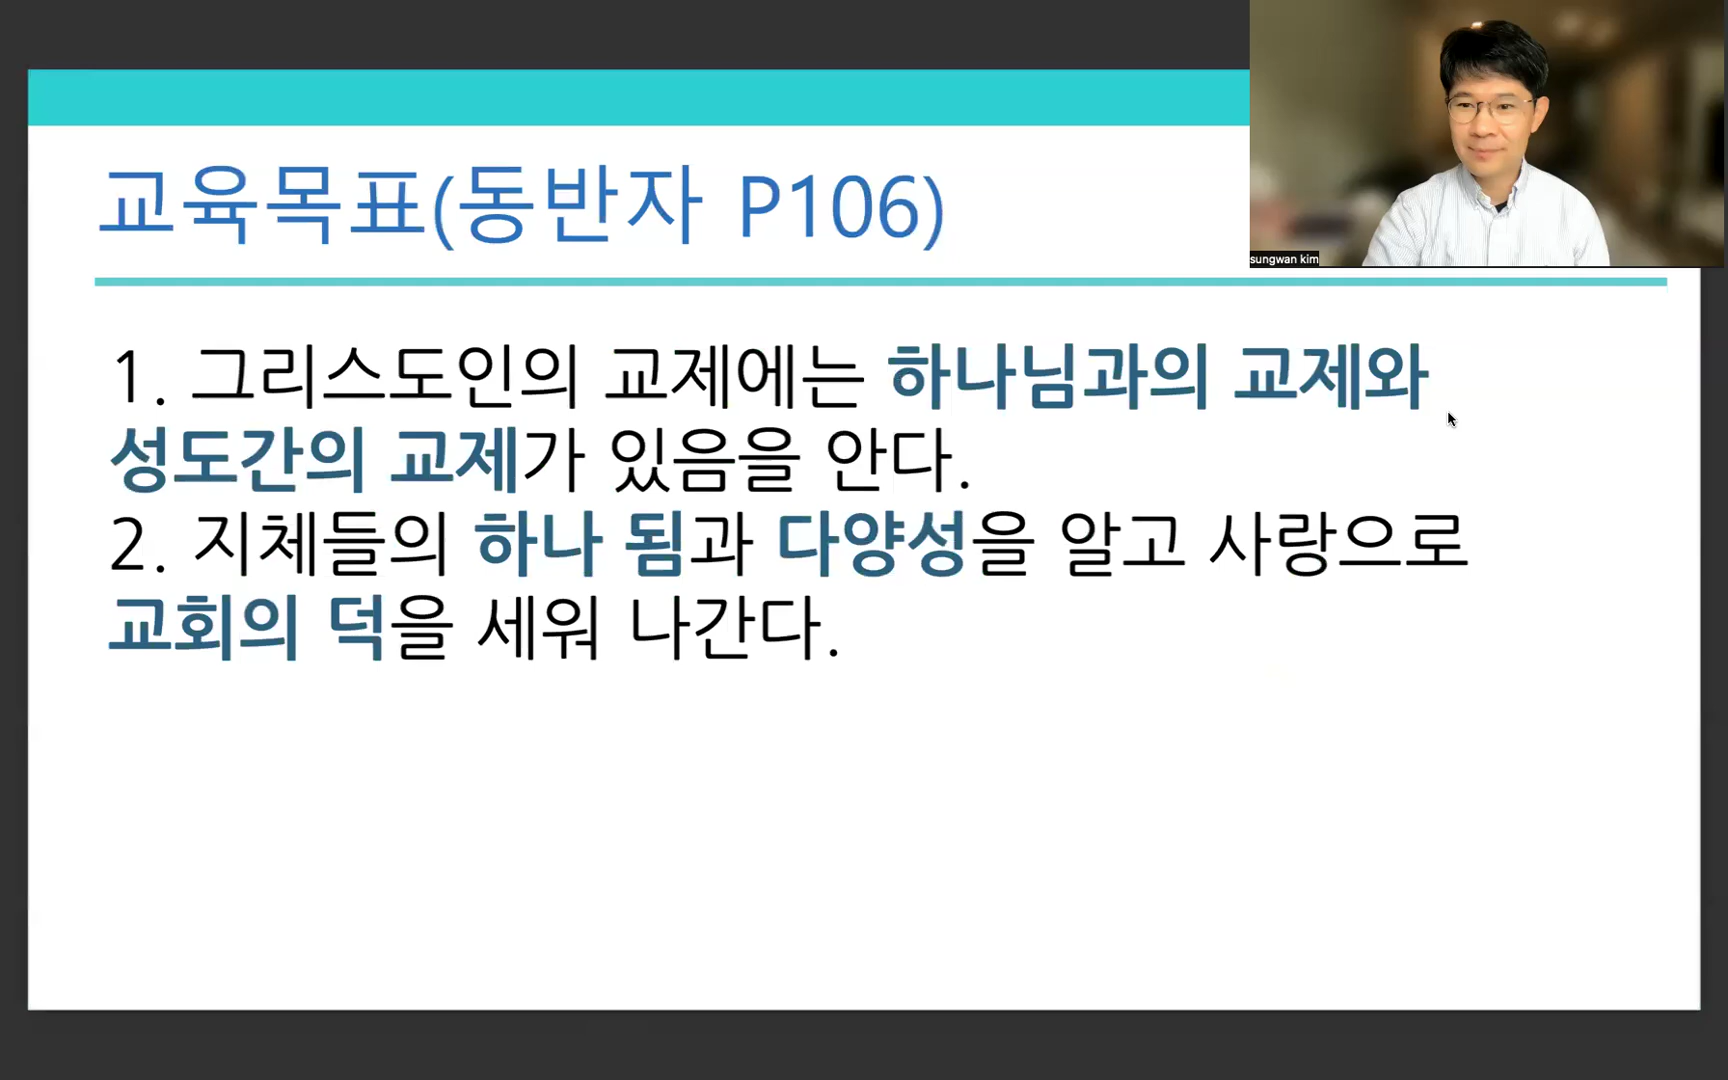 교육목표(동반자 P106)
sungwan kim
1. 그리스도인의 교제에는 하나님과의 교제와
성도간의 교제가 있음을 안다.
2. 지체들의 하나 됨과 다양성을 알고 사랑으로
교회의 덕을 세워 나간다.